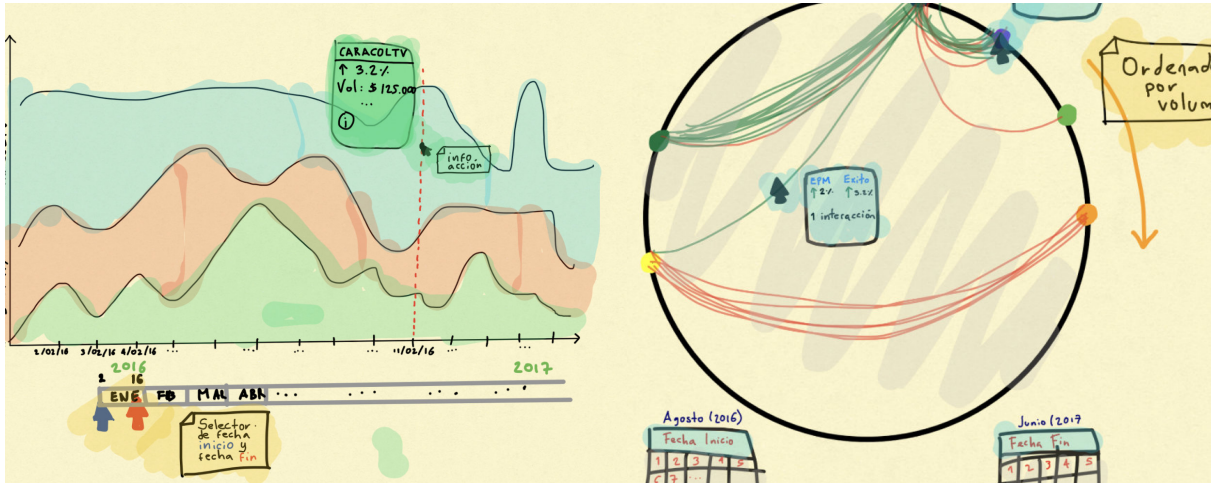 CARACOLTV
↑ 3.2%
Vol: $125.000
...
i
info.
acción
2/02/16 3/02/16 4/02/16 ... ... ... 11/02/16 ... ...
2016 2017
2 16
ENE FB MAR ABR ... ... ... ...
Selector
de fecha
inicio y
fecha Fin
EPM Exito
↑2% ↑3.2%
1 interacción
Ordenad
por
volum
Agosto (2016)
Fecha Inicio
1 2 3 4 5
6 7 ...
Junio (2017
Fecha Fin
1 2 3 4 5